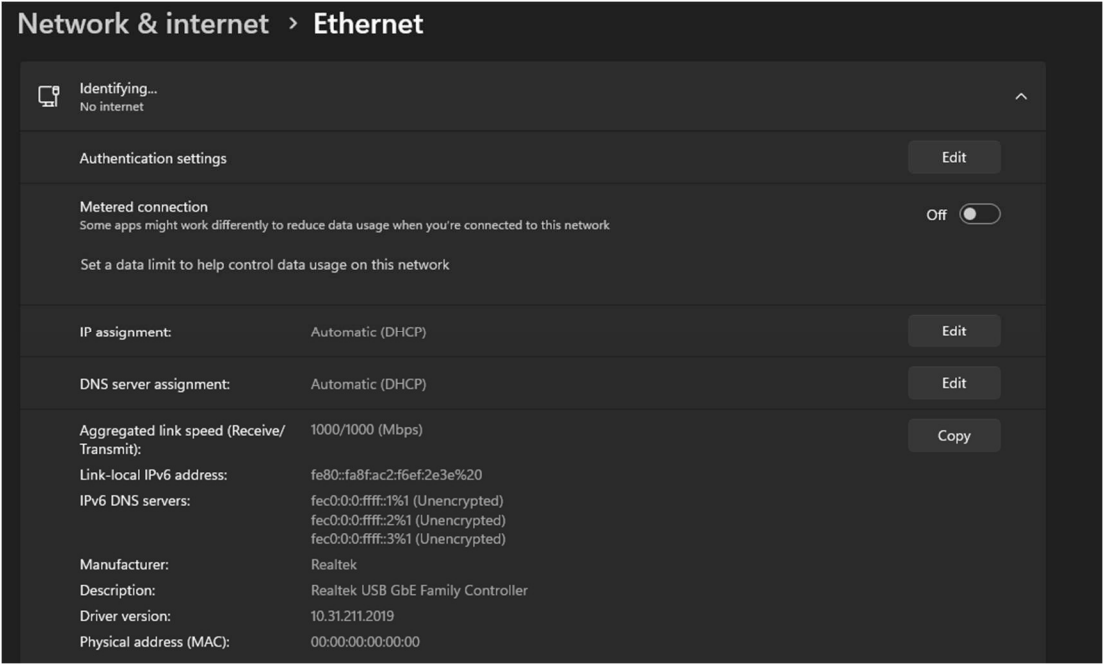 Network & internet > Ethernet
Identifying...
No internet
Authentication settings
Edit
Metered connection
Some apps might work differently to reduce data usage when you're connected to this network
Off
Set a data limit to help control data usage on this network
IP assignment:
Automatic (DHCP)
Edit
DNS server assignment:
Automatic (DHCP)
Edit
Aggregated link speed (Receive/
Transmit):
1000/1000 (Mbps)
Copy
Link-local IPv6 address:
fe80::fa8f:ac2:f6ef:2e3e%20
IPv6 DNS servers:
fec0:0:0:ffff::1%1 (Unencrypted)
fec0:0:0:ffff::2%1 (Unencrypted)
fec0:0:0:ffff::3%1 (Unencrypted)
Manufacturer:
Realtek
Description:
Realtek USB GbE Family Controller
Driver version:
10.31.211.2019
Physical address (MAC):
00:00:00:00:00:00